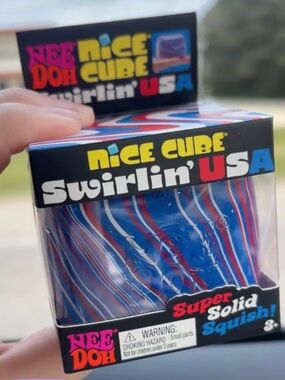 NEE DOH
NiCE CUBE
Swirlin' USA
NiCE CUBE®
Swirlin' USA
Super
Solid
Squish!
NEE DOH®
WARNING:
CHOKING HAZARD - Small parts
Not for children under 3 years.